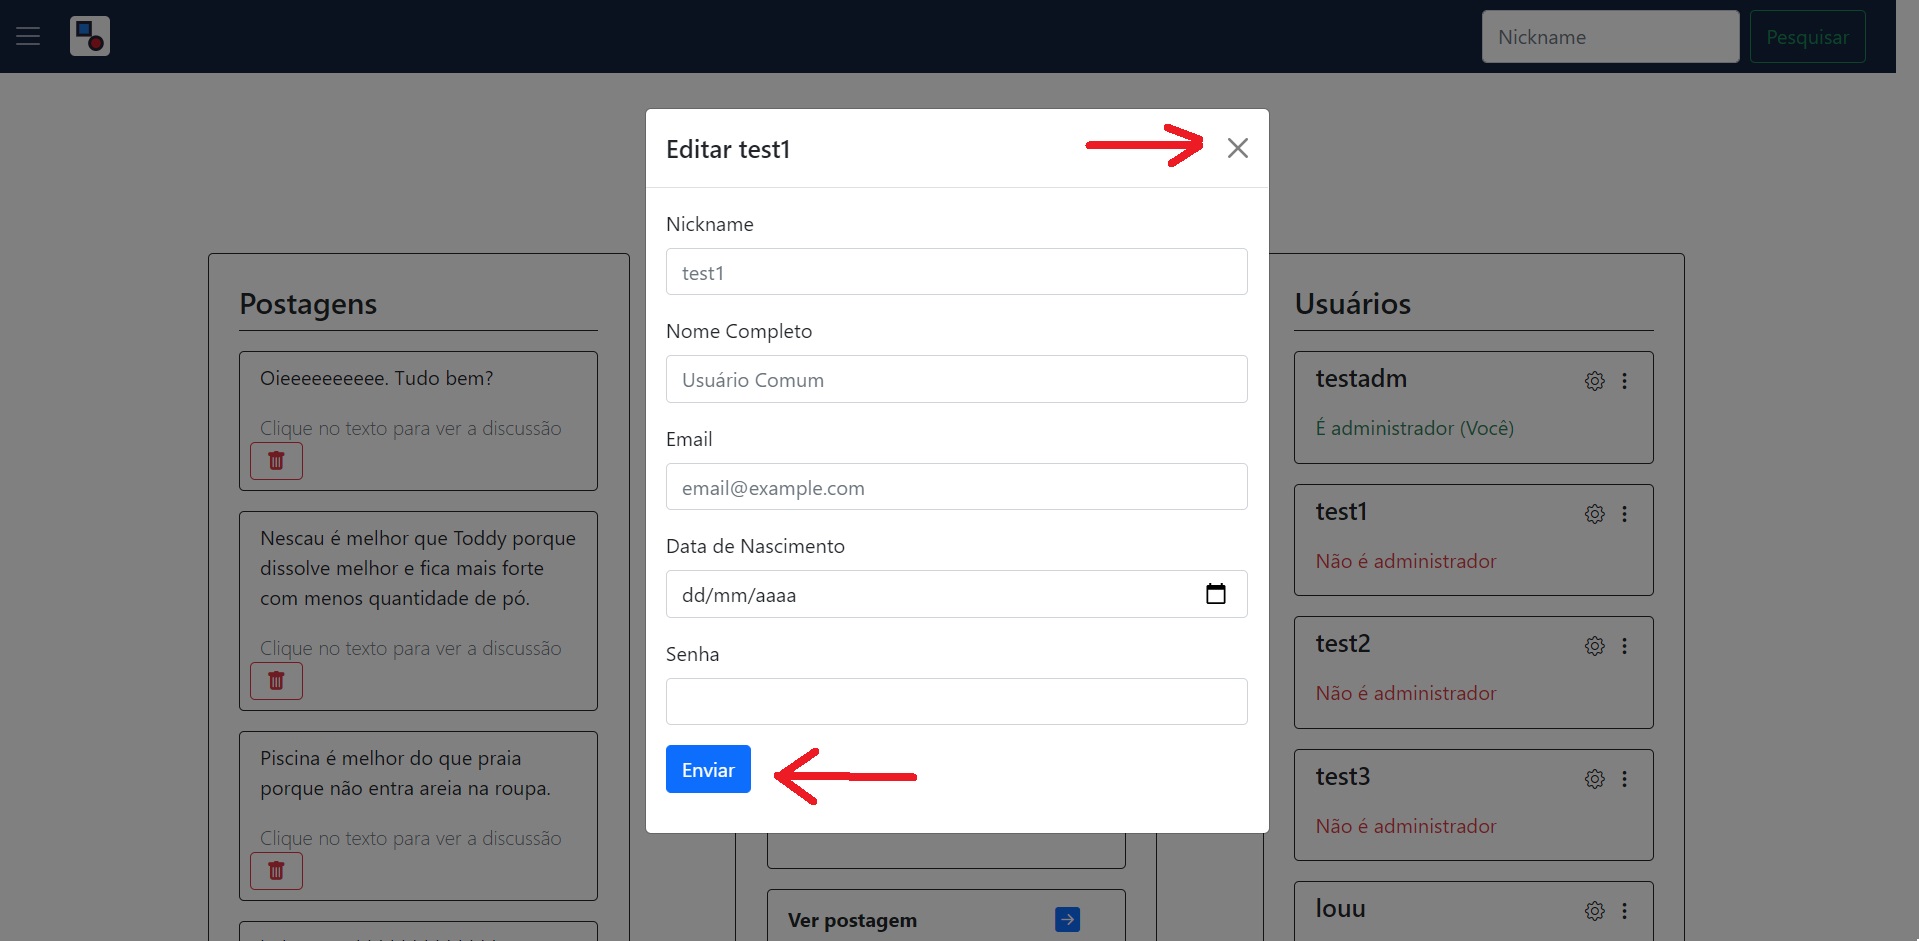 Nickname
Pesquisar
Editar test1
Nickname
test1
Nome Completo
Usuário Comum
Email
email@example.com
Data de Nascimento
dd/mm/aaaa
Senha
Enviar
Postagens
Oieeeeeeeeee. Tudo bem?
Clique no texto para ver a discussão
Nescau é melhor que Toddy porque
dissolve melhor e fica mais forte
com menos quantidade de pó.
Clique no texto para ver a discussão
Piscina é melhor do que praia
porque não entra areia na roupa.
Clique no texto para ver a discussão
Ver postagem
Usuários
testadm
É administrador (Você)
test1
Não é administrador
test2
Não é administrador
test3
Não é administrador
louu